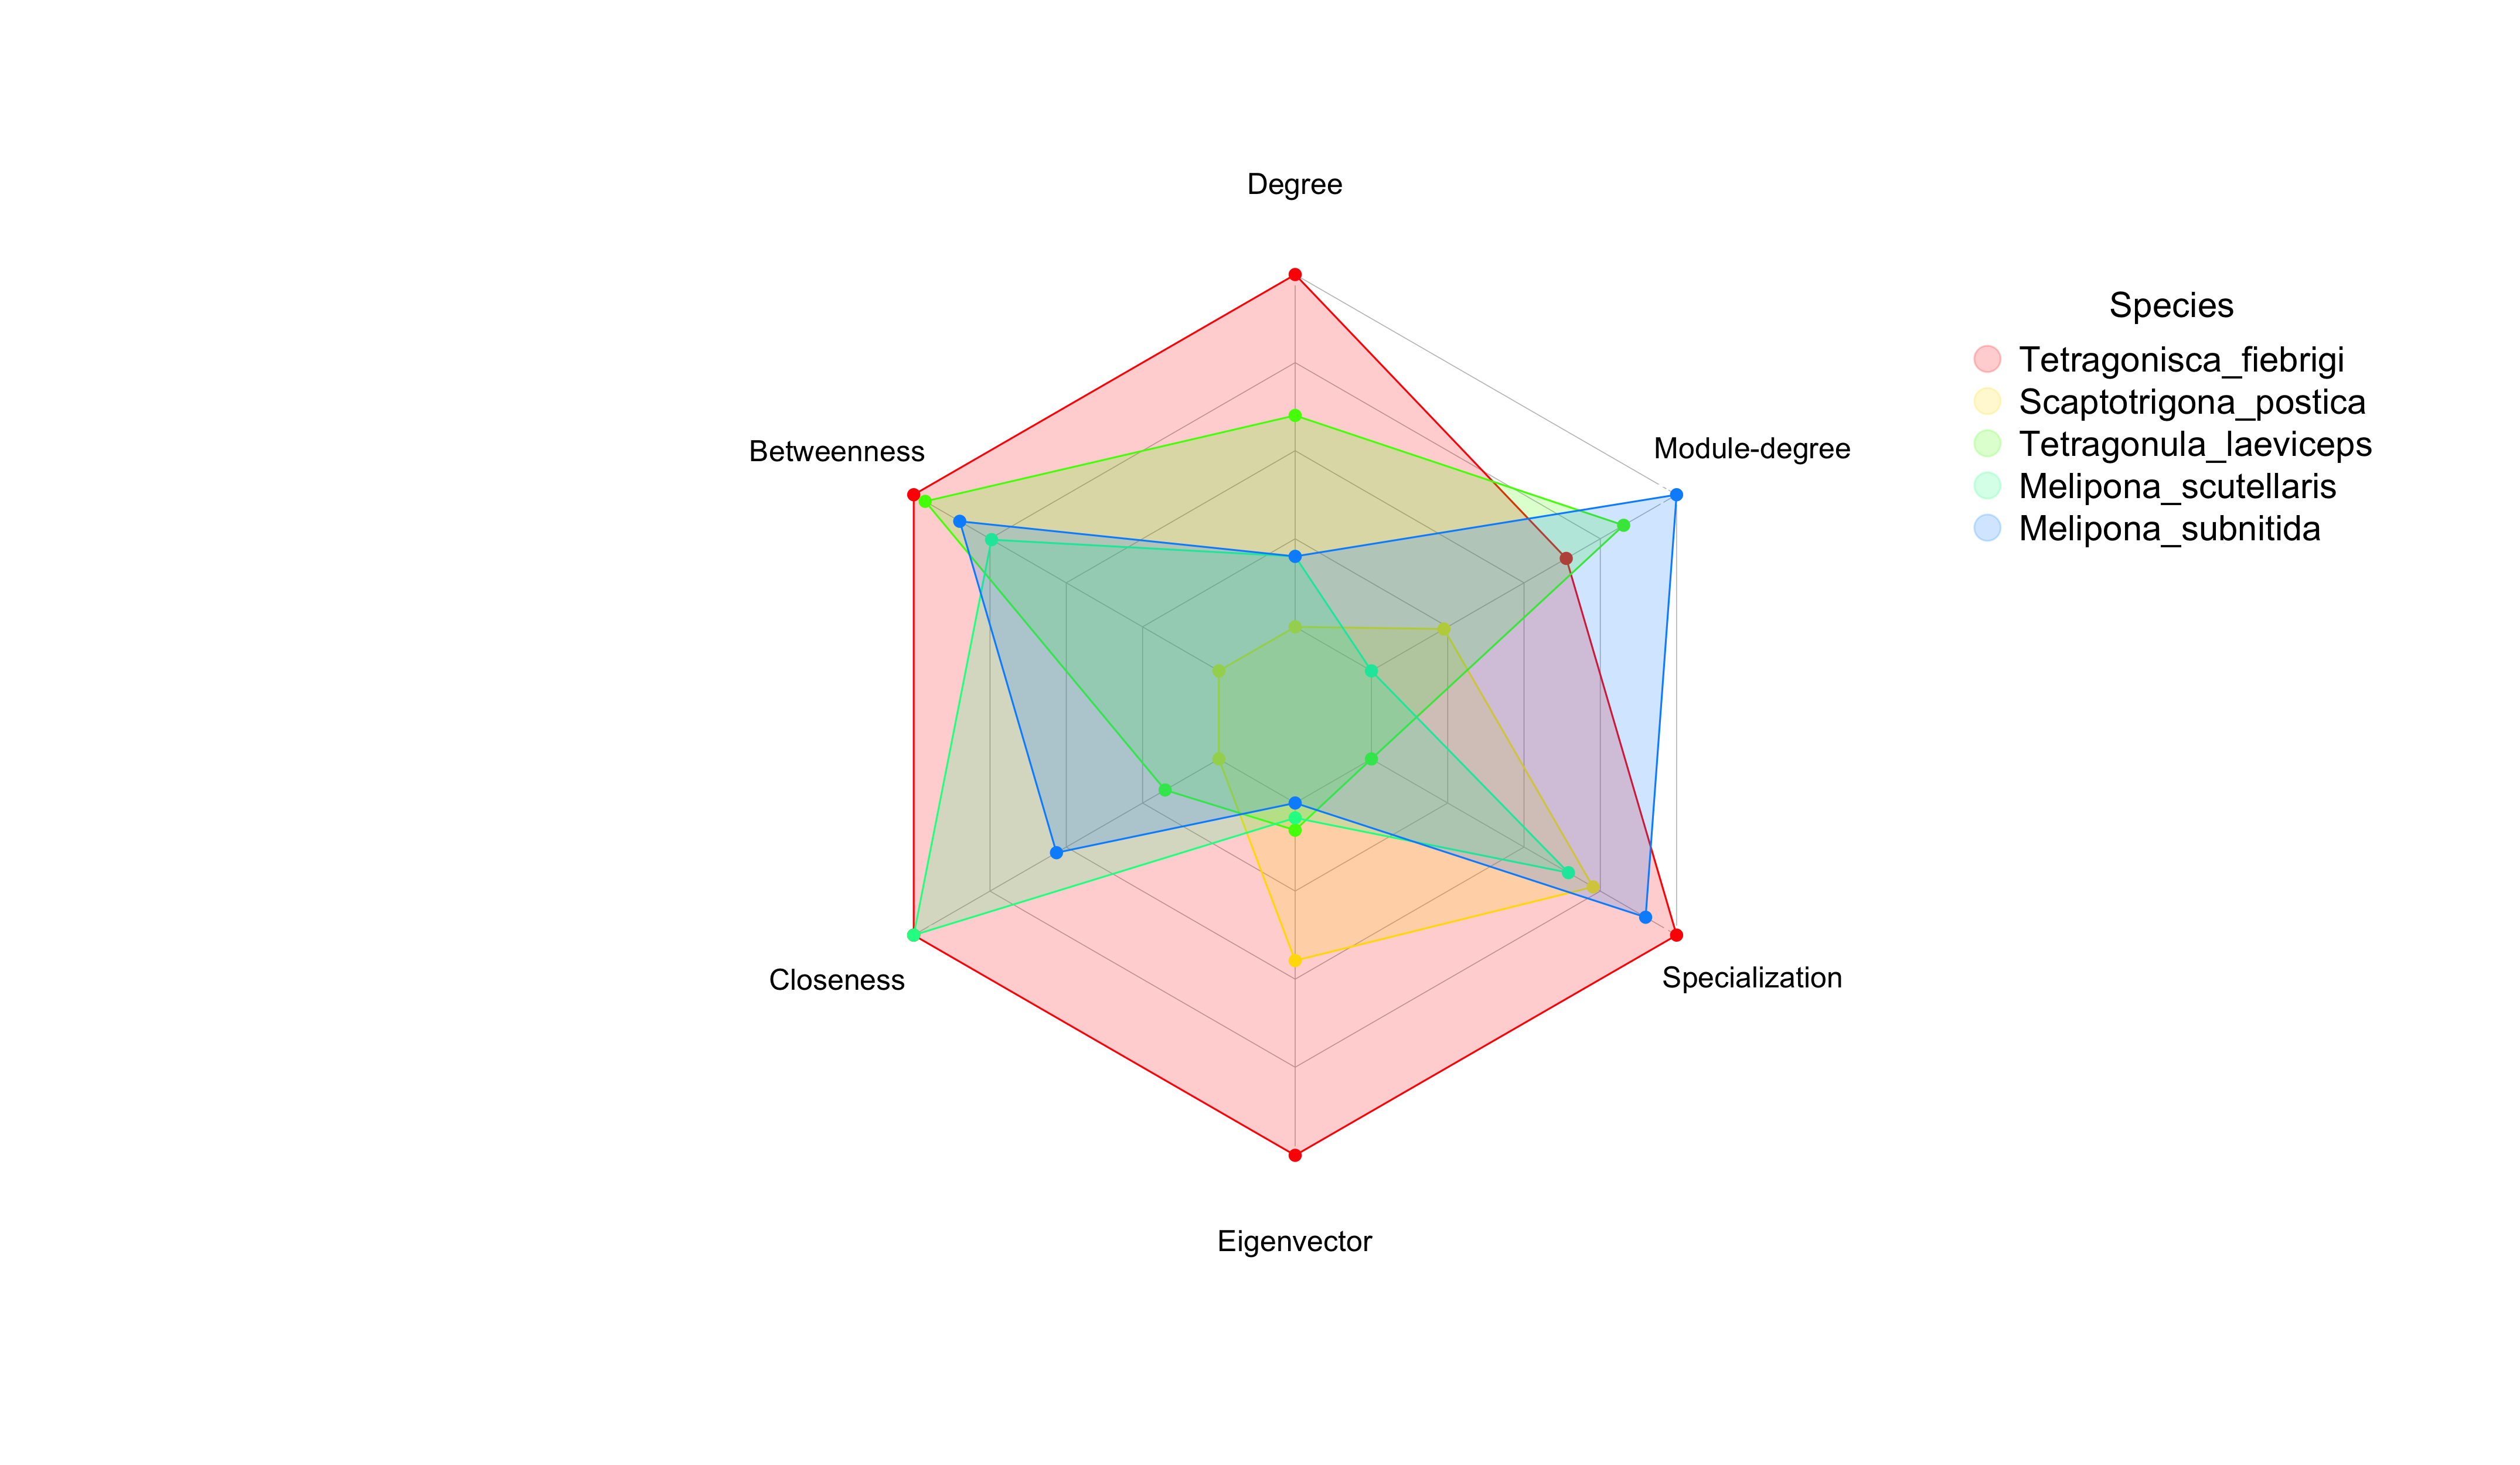 Degree
Species
Tetragonisca_fiebrigi
Scaptotrigona_postica
Tetragonula_laeviceps
Melipona_scutellaris
Melipona_subnitida
Betweenness
Module-degree
Closeness
Specialization
Eigenvector